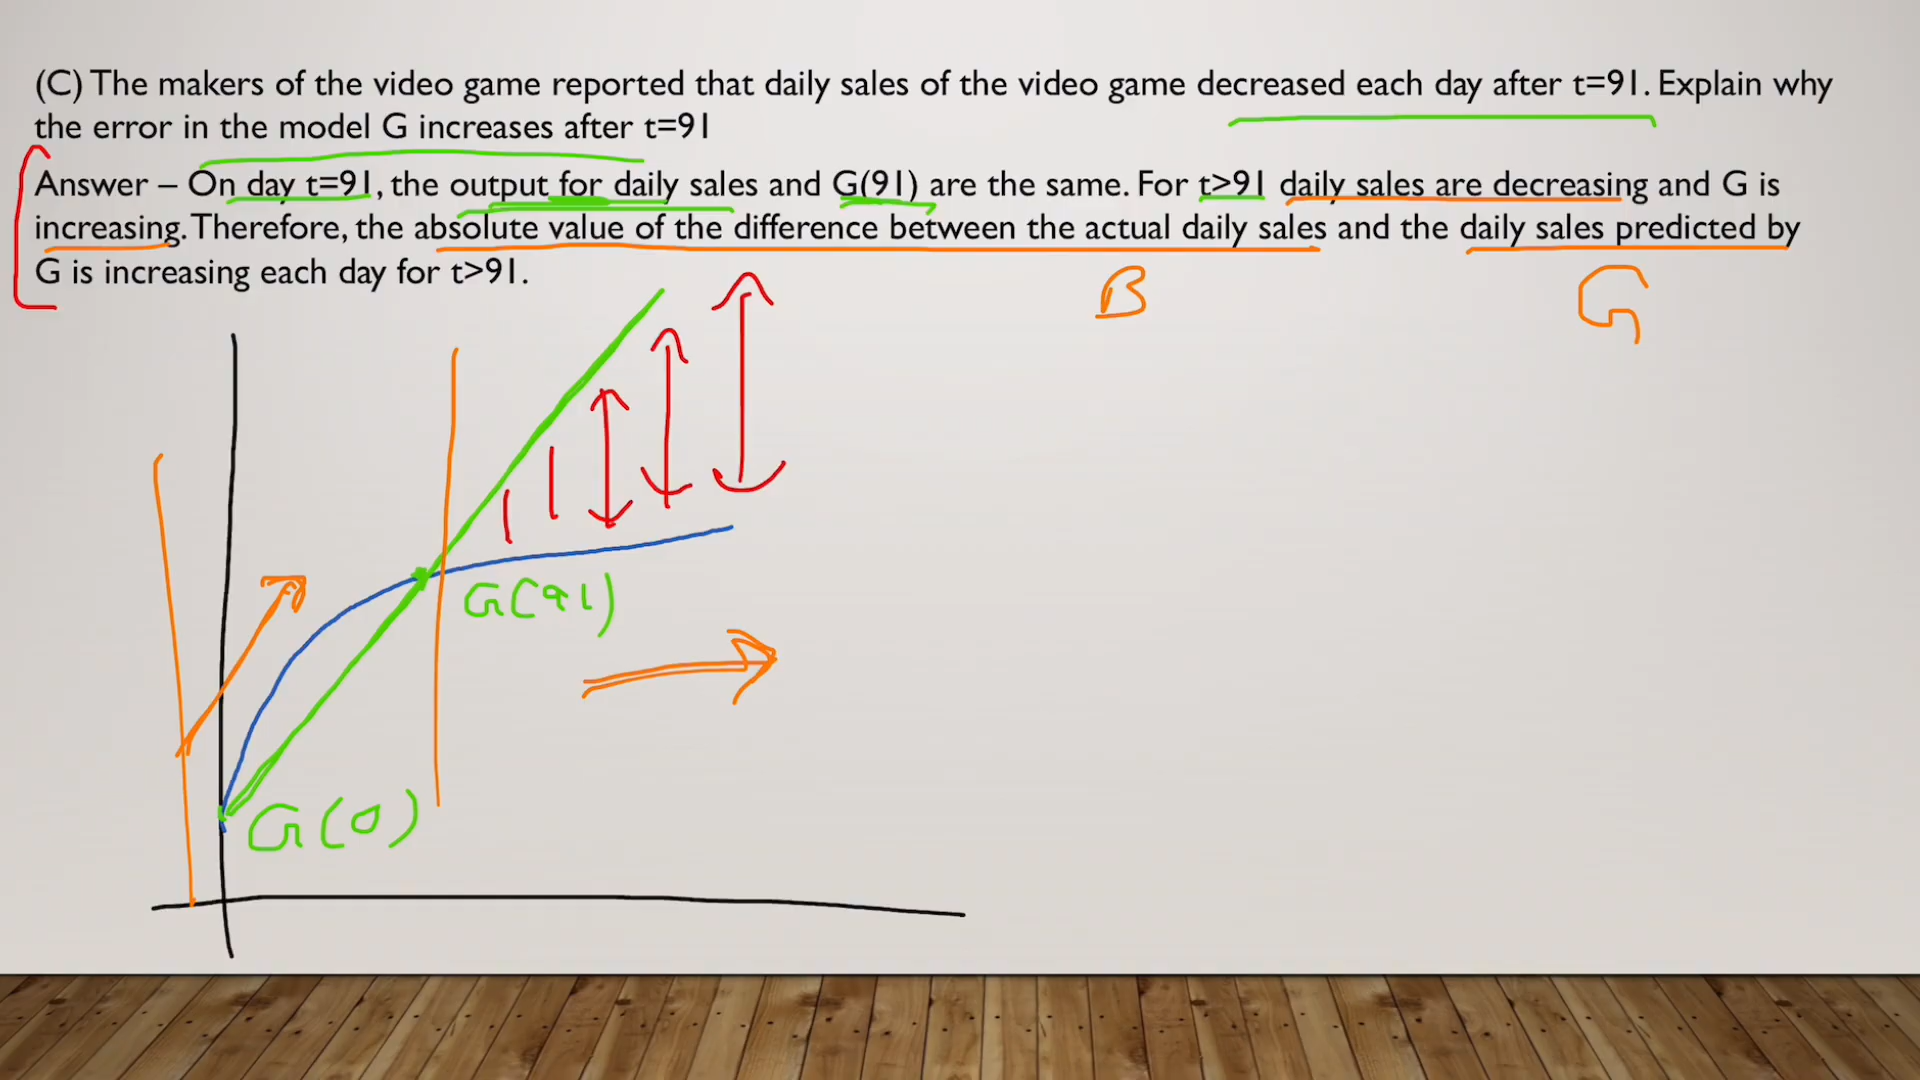 (C) The makers of the video game reported that daily sales of the video game decreased each day after t=91. Explain why
the error in the model G increases after t=91
Answer – On day t=91, the output for daily sales and G(91) are the same. For t>91 daily sales are decreasing and G is
increasing. Therefore, the absolute value of the difference between the actual daily sales and the daily sales predicted by
G is increasing each day for t>91.
B G
G(91)
G(0)